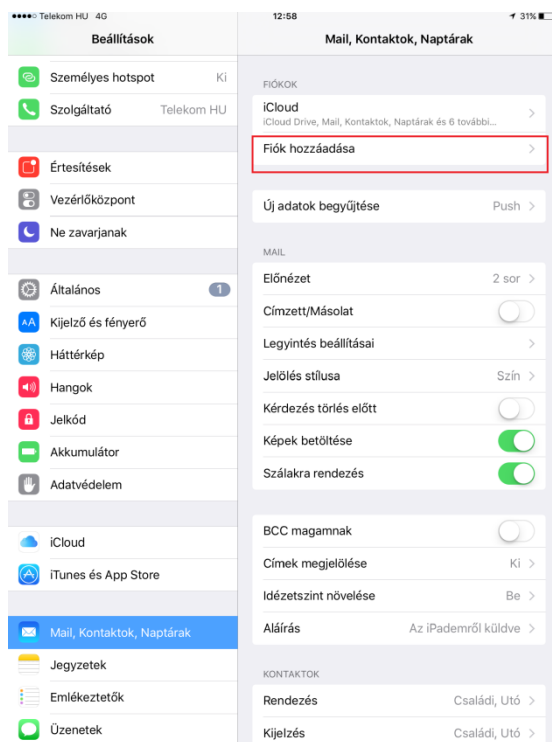 Telekom HU 4G 12:58 31%
Beállítások
Személyes hotspot Ki
Szolgáltató Telekom HU
Értesítések
Vezérlőközpont
Ne zavarjanak
Általános 1
AA Kijelző és fényerő
Háttérkép
Hangok
Jelkód
Akkumulátor
Adatvédelem
iCloud
iTunes és App Store
Mail, Kontaktok, Naptárak
Jegyzetek
Emlékeztetők
Üzenetek
Mail, Kontaktok, Naptárak
FIÓKOK
iCloud
iCloud Drive, Mail, Kontaktok, Naptárak és 6 további...
Fiók hozzáadása
Új adatok begyűjtése Push
MAIL
Előnézet 2 sor
Címzett/Másolat
Legyintés beállításai
Jelölés stílusa Szín
Kérdezés törlés előtt
Képek betöltése
Szálakra rendezés
BCC magamnak
Címek megjelölése Ki
Idézetszint növelése Be
Aláírás Az iPademről küldve
KONTAKTOK
Rendezés Családi, Utó
Kijelzés Családi, Utó